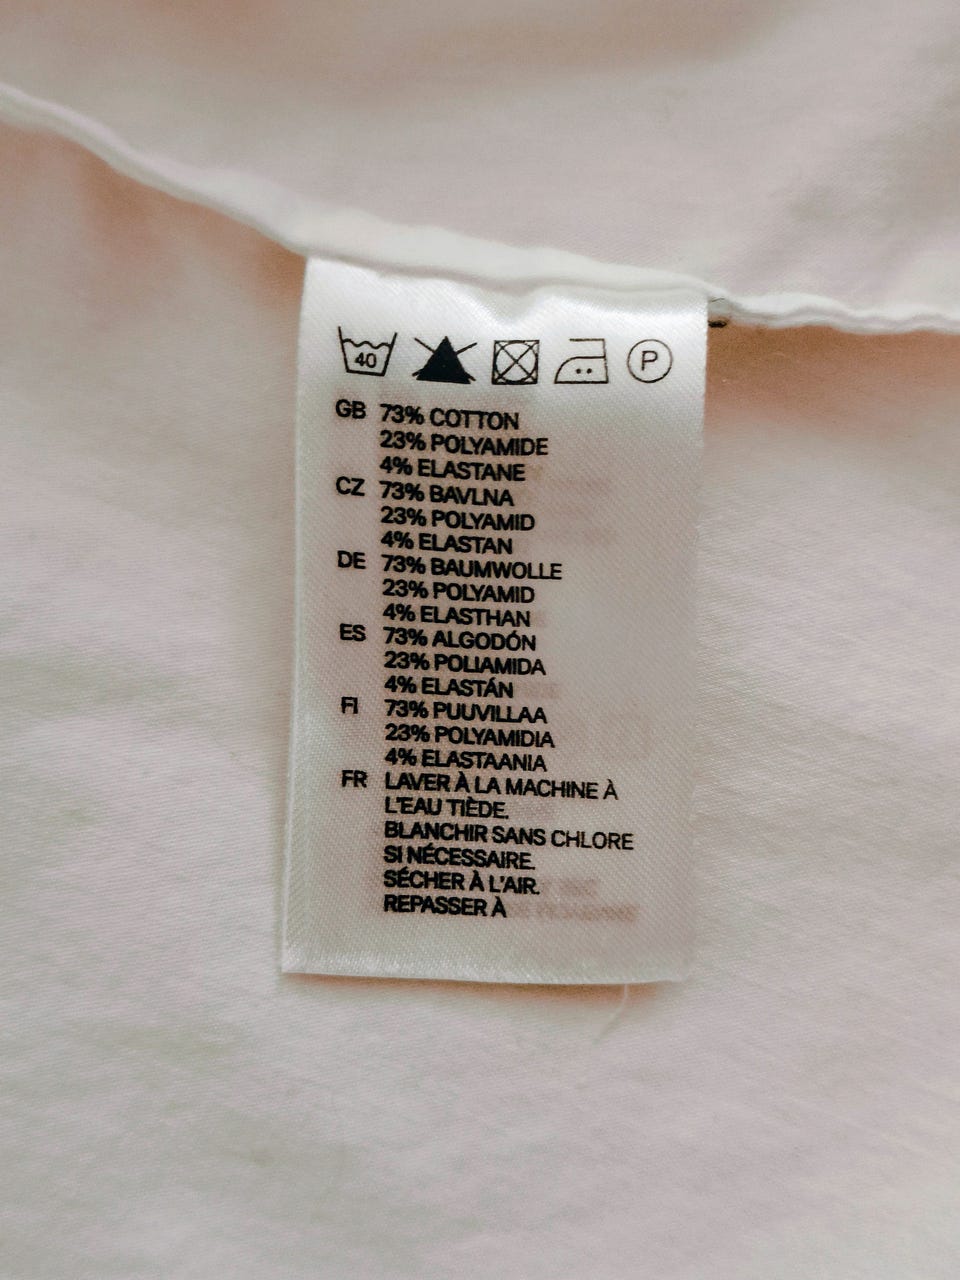 40 P
GB 73% COTTON
23% POLYAMIDE
4% ELASTANE
CZ 73% BAVLNA
23% POLYAMID
4% ELASTAN
DE 73% BAUMWOLLE
23% POLYAMID
4% ELASTHAN
ES 73% ALGODÓN
23% POLIAMIDA
4% ELASTÁN
FI 73% PUUVILLAA
23% POLYAMIDIA
4% ELASTAANIA
FR LAVER À LA MACHINE À
L'EAU TIÈDE.
BLANCHIR SANS CHLORE
SI NÉCESSAIRE.
SÉCHER À L'AIR.
REPASSER À